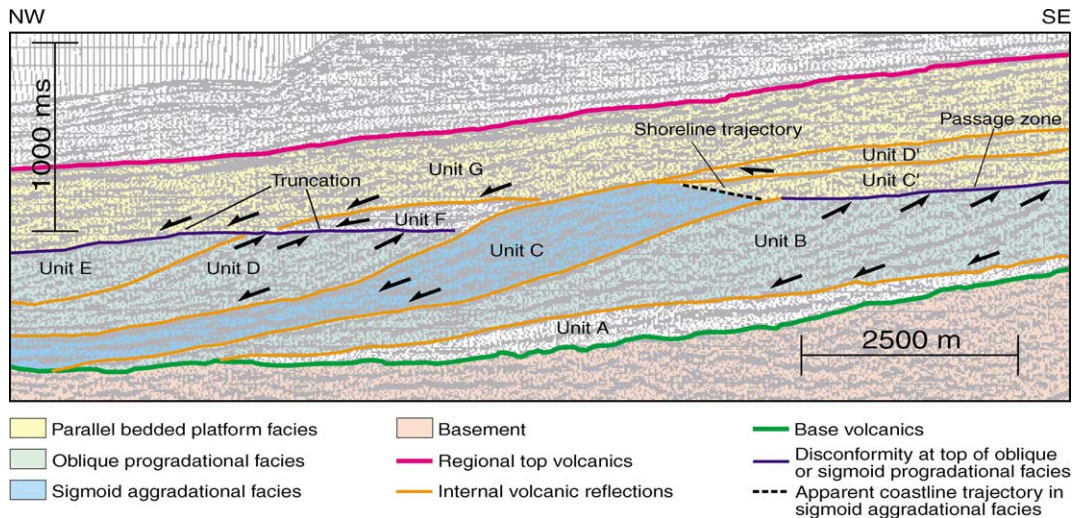 NW
SE
1000 ms
Shoreline trajectory
Passage zone
Unit G
Unit D'
Truncation
Unit C'
Unit F
Unit E
Unit D
Unit C
Unit B
Unit A
2500 m
Parallel bedded platform facies
Oblique progradational facies
Sigmoid aggradational facies
Basement
Regional top volcanics
Internal volcanic reflections
Base volcanics
Disconformity at top of oblique
or sigmoid progradational facies
Apparent coastline trajectory in
sigmoid aggradational facies